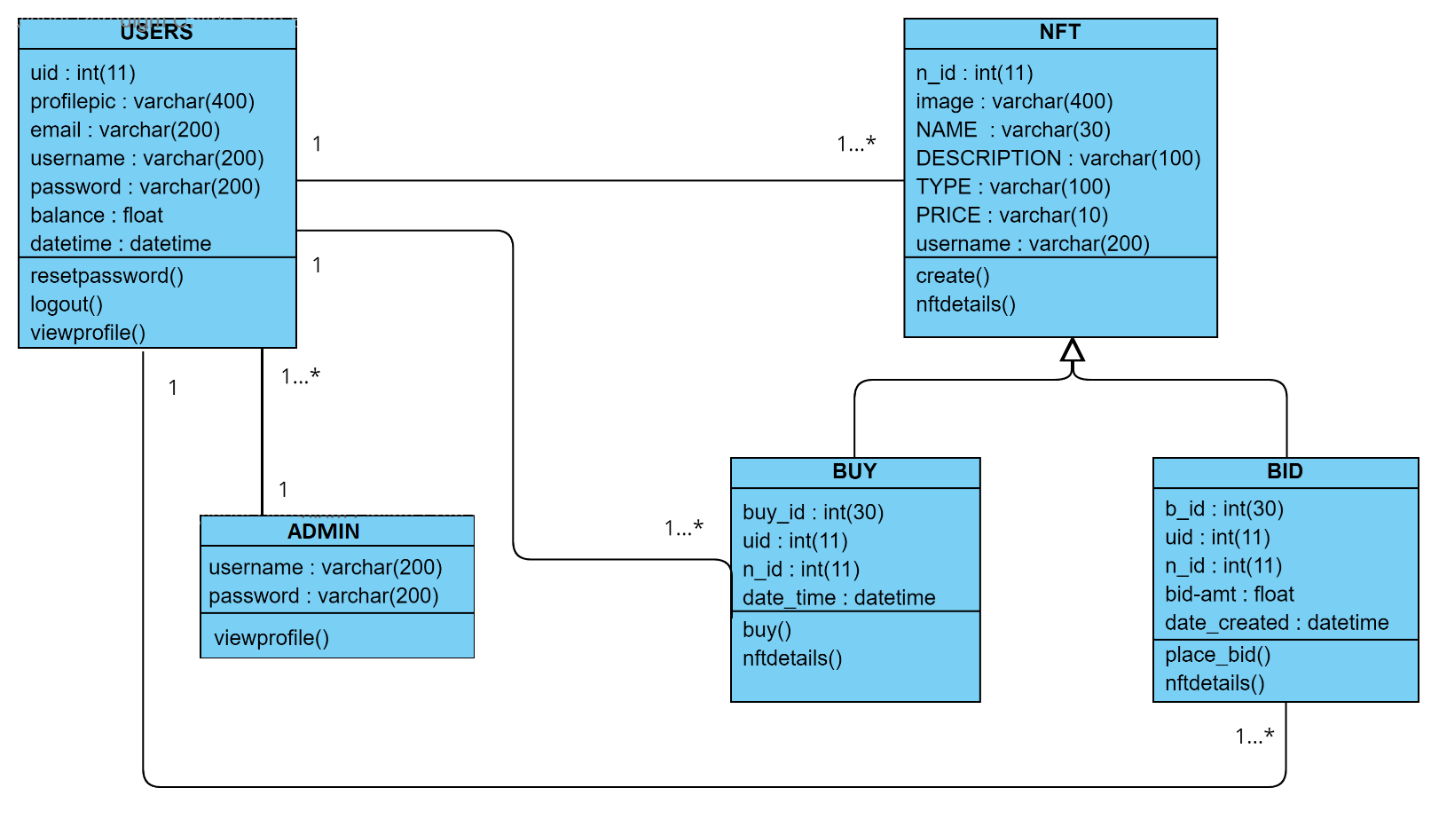 USERS
uid : int(11)
profilepic : varchar(400)
email : varchar(200)
username : varchar(200)
password : varchar(200)
balance : float
datetime : datetime
resetpassword()
logout()
viewprofile()
1
1...*
1
1
1...*
1
1...*
1...*
NFT
n_id : int(11)
image : varchar(400)
NAME  : varchar(30)
DESCRIPTION : varchar(100)
TYPE : varchar(100)
PRICE : varchar(10)
username : varchar(200)
create()
nftdetails()
ADMIN
username : varchar(200)
password : varchar(200)
viewprofile()
BUY
buy_id : int(30)
uid : int(11)
n_id : int(11)
date_time : datetime
buy()
nftdetails()
BID
b_id : int(30)
uid : int(11)
n_id : int(11)
bid-amt : float
date_created : datetime
place_bid()
nftdetails()